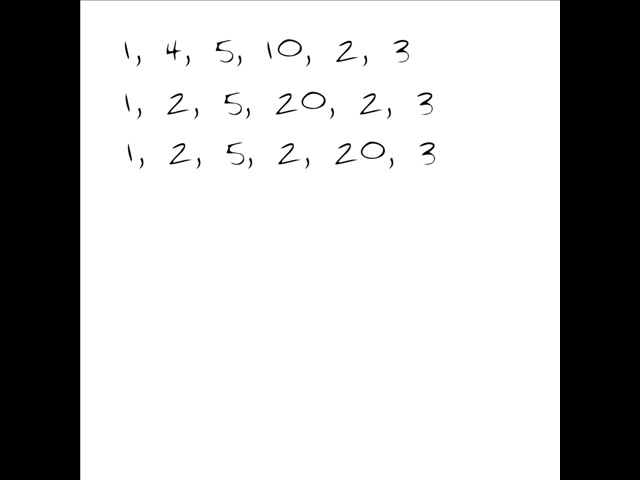 1, 4, 5, 10, 2, 3
1, 2, 5, 20, 2, 3
1, 2, 5, 2, 20, 3